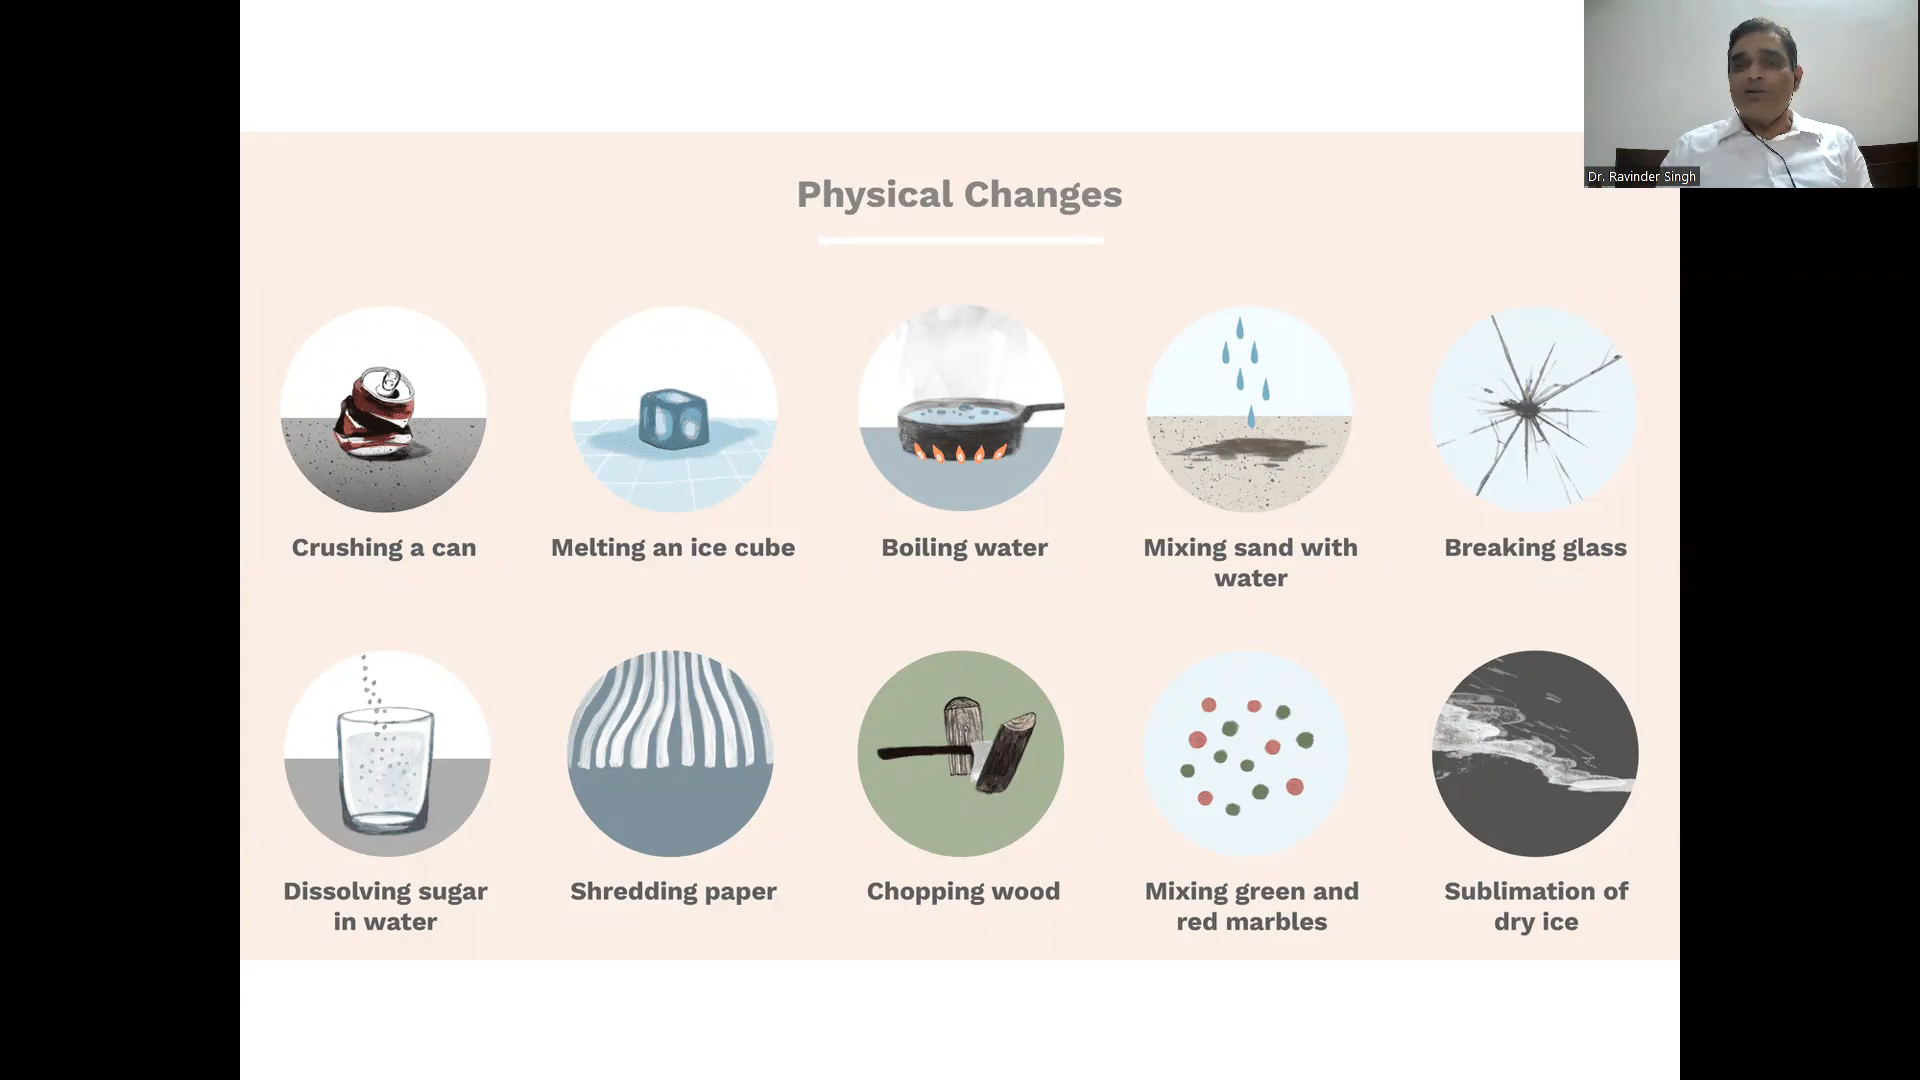 Dr. Ravinder Singh
Physical Changes
Crushing a can
Melting an ice cube
Boiling water
Mixing sand with
water
Breaking glass
Dissolving sugar
in water
Shredding paper
Chopping wood
Mixing green and
red marbles
Sublimation of
dry ice